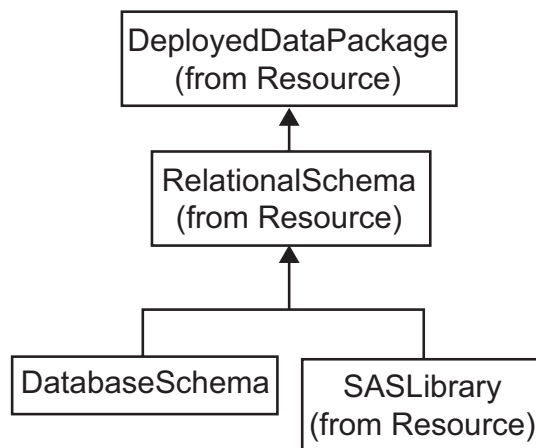 DeployedDataPackage
(from Resource)
RelationalSchema
(from Resource)
DatabaseSchema
SASLibrary
(from Resource)